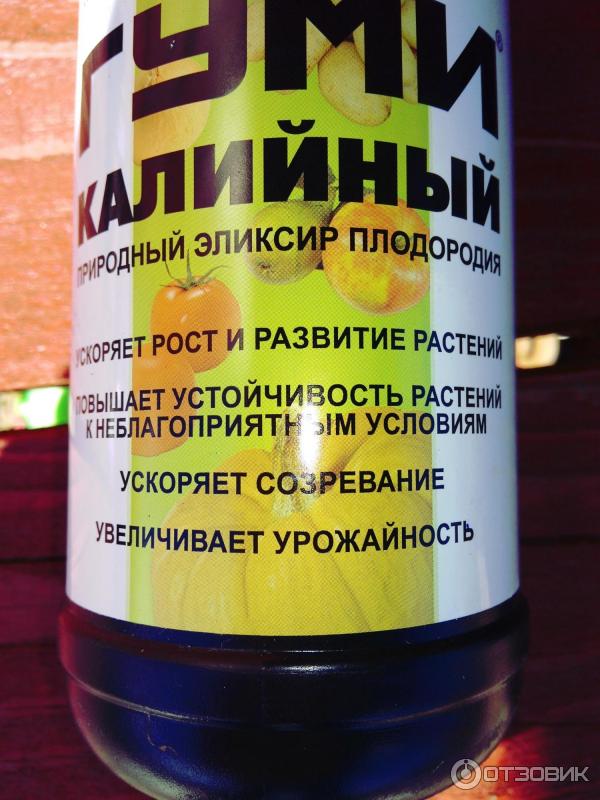 ГУМИ®
КАЛИЙНЫЙ
ПРИРОДНЫЙ ЭЛИКСИР ПЛОДОРОДИЯ
УСКОРЯЕТ РОСТ И РАЗВИТИЕ РАСТЕНИЙ
ПОВЫШАЕТ УСТОЙЧИВОСТЬ РАСТЕНИЙ
К НЕБЛАГОПРИЯТНЫМ УСЛОВИЯМ
УСКОРЯЕТ СОЗРЕВАНИЕ
УВЕЛИЧИВАЕТ УРОЖАЙНОСТЬ
ОТЗОВИК